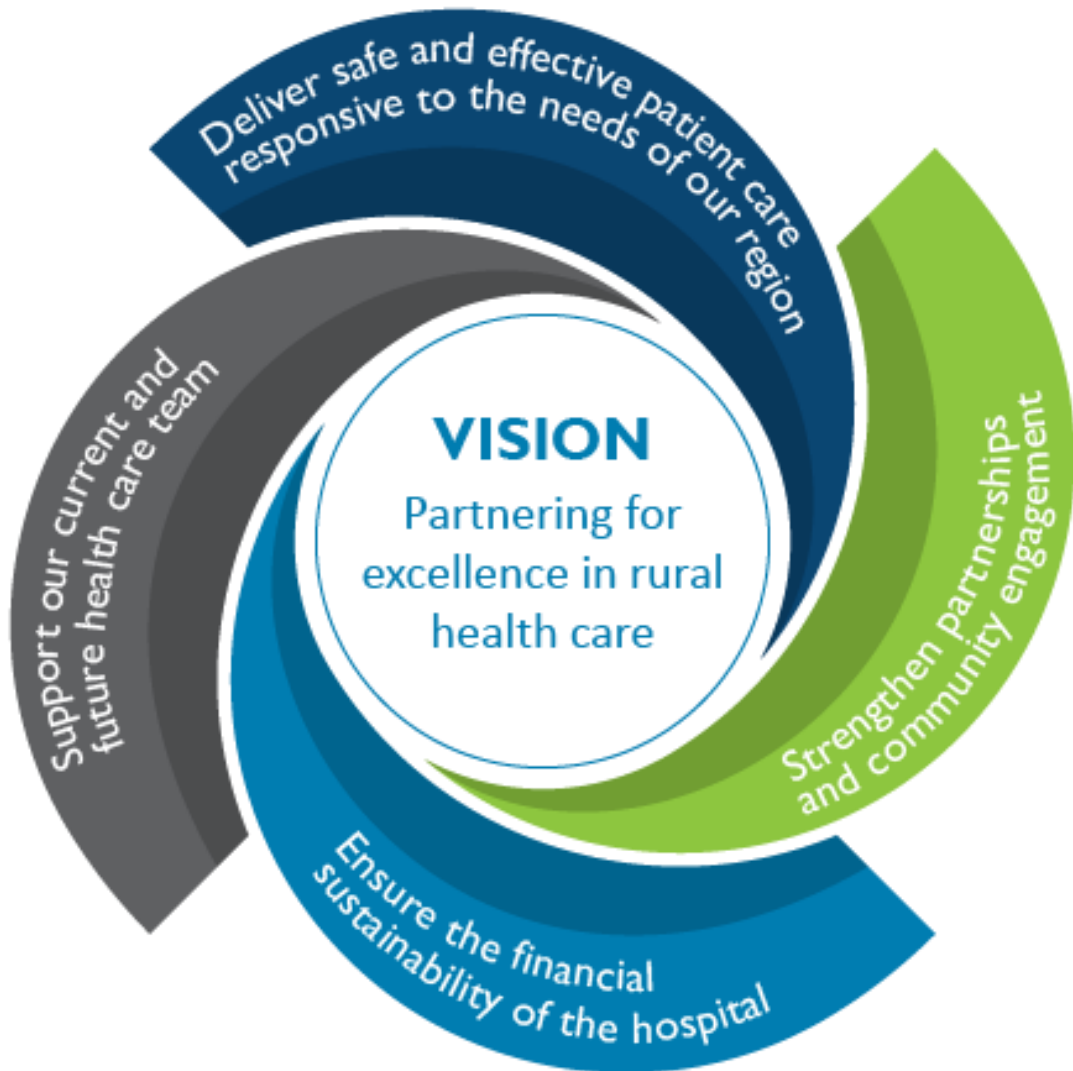 Deliver safe and effective patient care
responsive to the needs of our region
Strengthen partnerships
and community engagement
Ensure the financial
sustainability of the hospital
Support our current and
future health care team
VISION
Partnering for
excellence in rural
health care